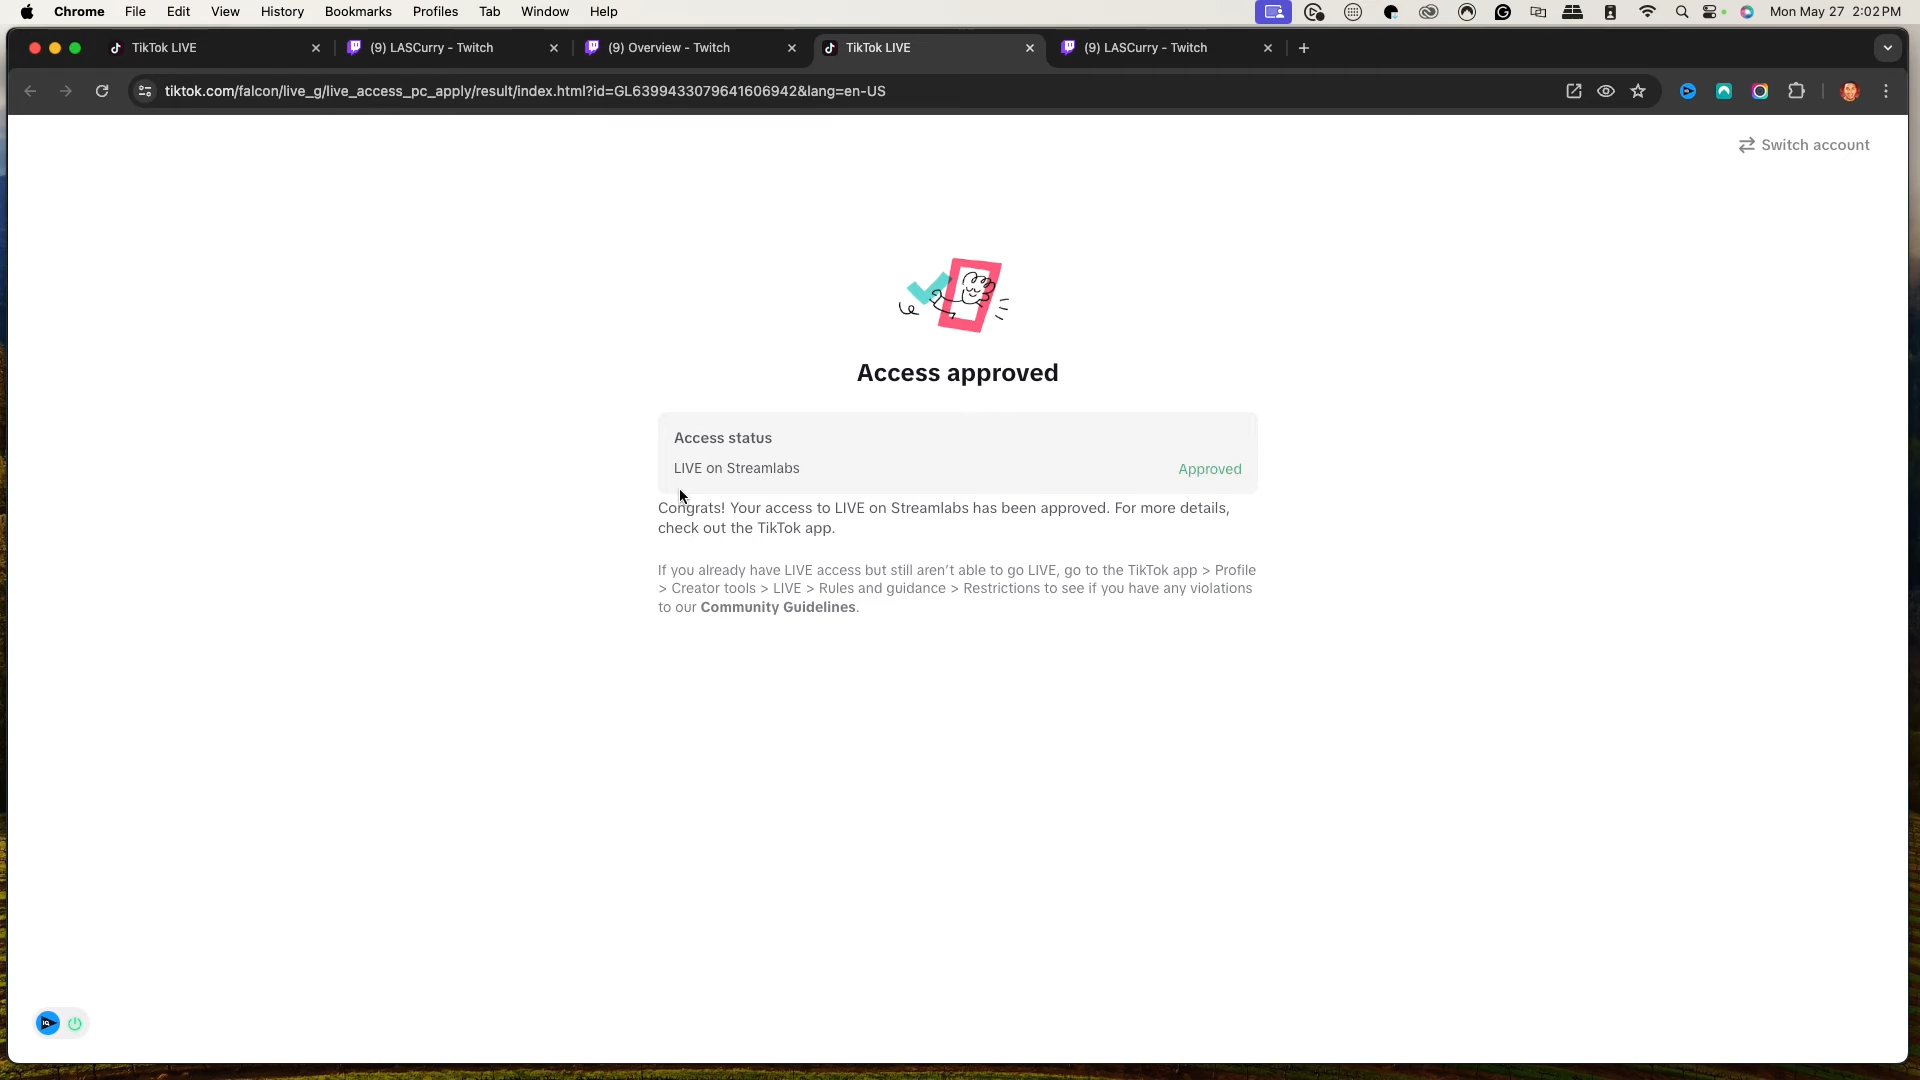 Chrome File Edit View History Bookmarks Profiles Tab Window Help Mon May 27 2:02 PM
TikTok LIVE (9) LASCurry - Twitch (9) Overview - Twitch TikTok LIVE (9) LASCurry - Twitch
tiktok.com/falcon/live_g/live_access_pc_apply/result/index.html?id=GL6399433079641606942&lang=en-US
Switch account
Access approved
Access status
LIVE on Streamlabs Approved
Congrats! Your access to LIVE on Streamlabs has been approved. For more details,
check out the TikTok app.
If you already have LIVE access but still aren’t able to go LIVE, go to the TikTok app > Profile
> Creator tools > LIVE > Rules and guidance > Restrictions to see if you have any violations
to our Community Guidelines.